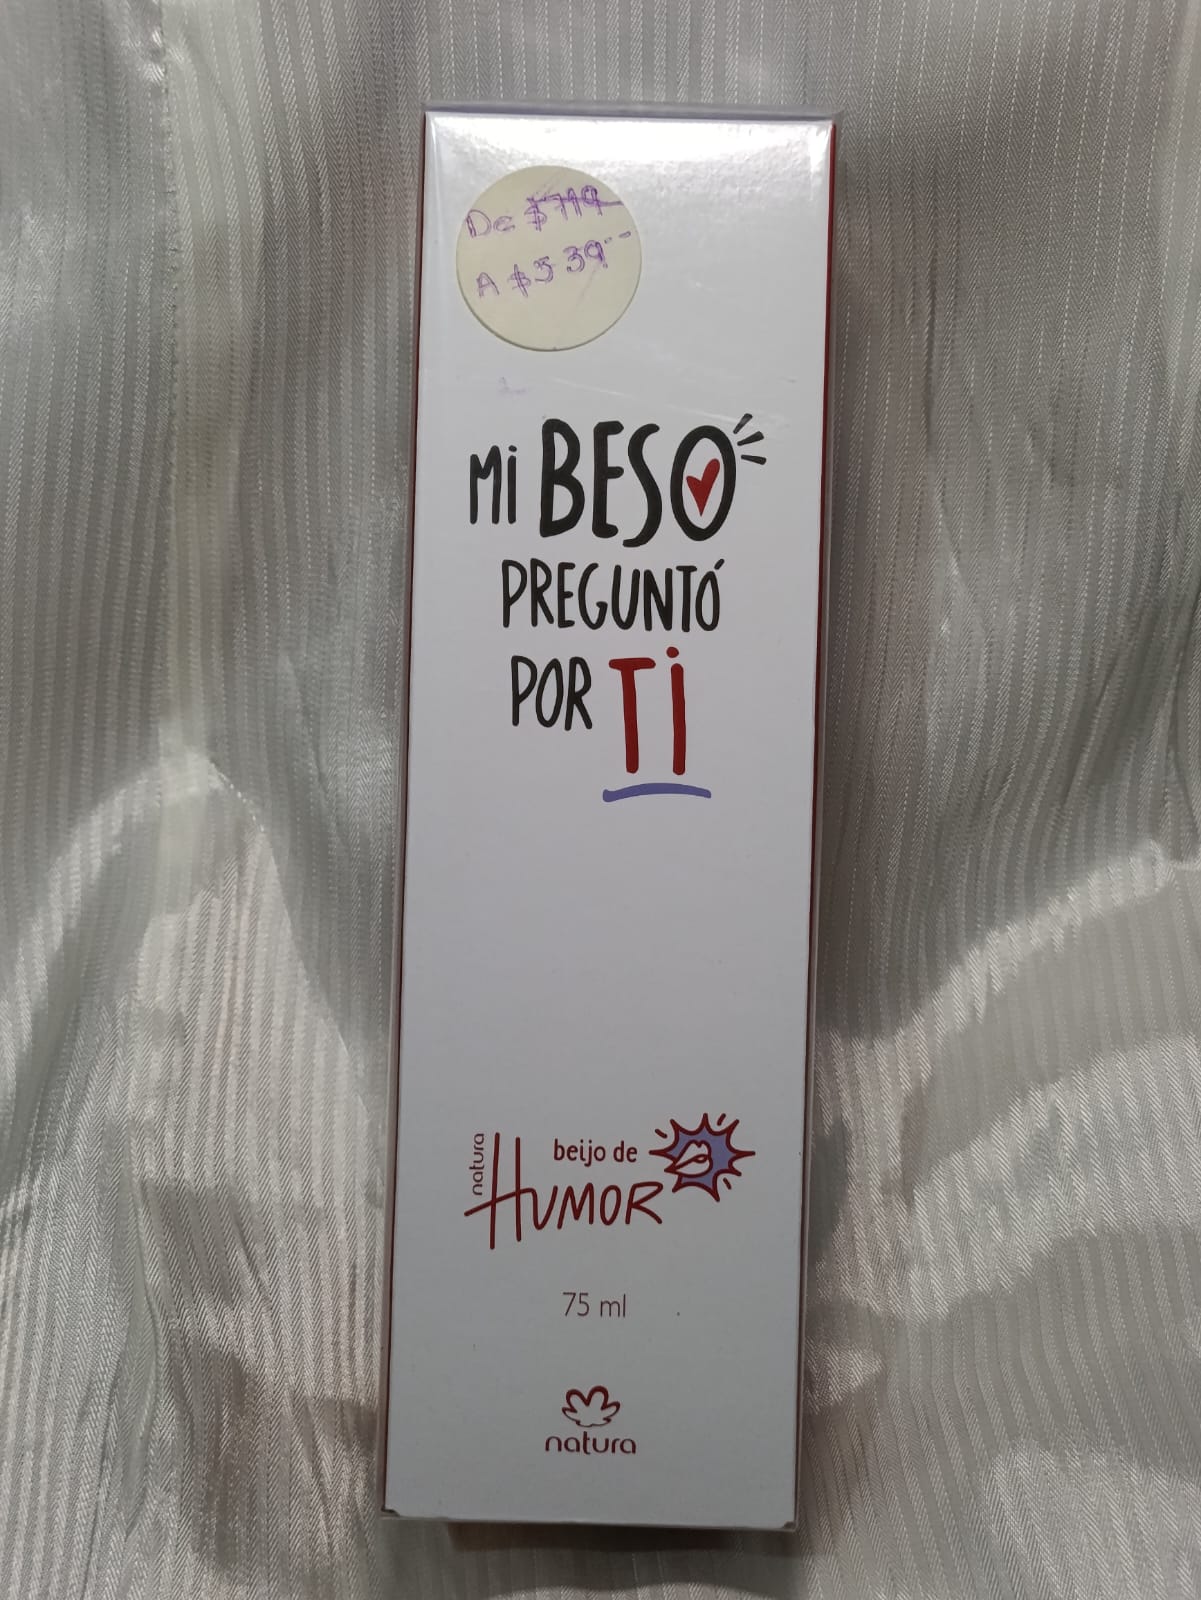 De $719
A $539.--
Mi BESO
PREGUNTÓ
POR Ti
natura
beijo de
HUMOR
75 ml
natura